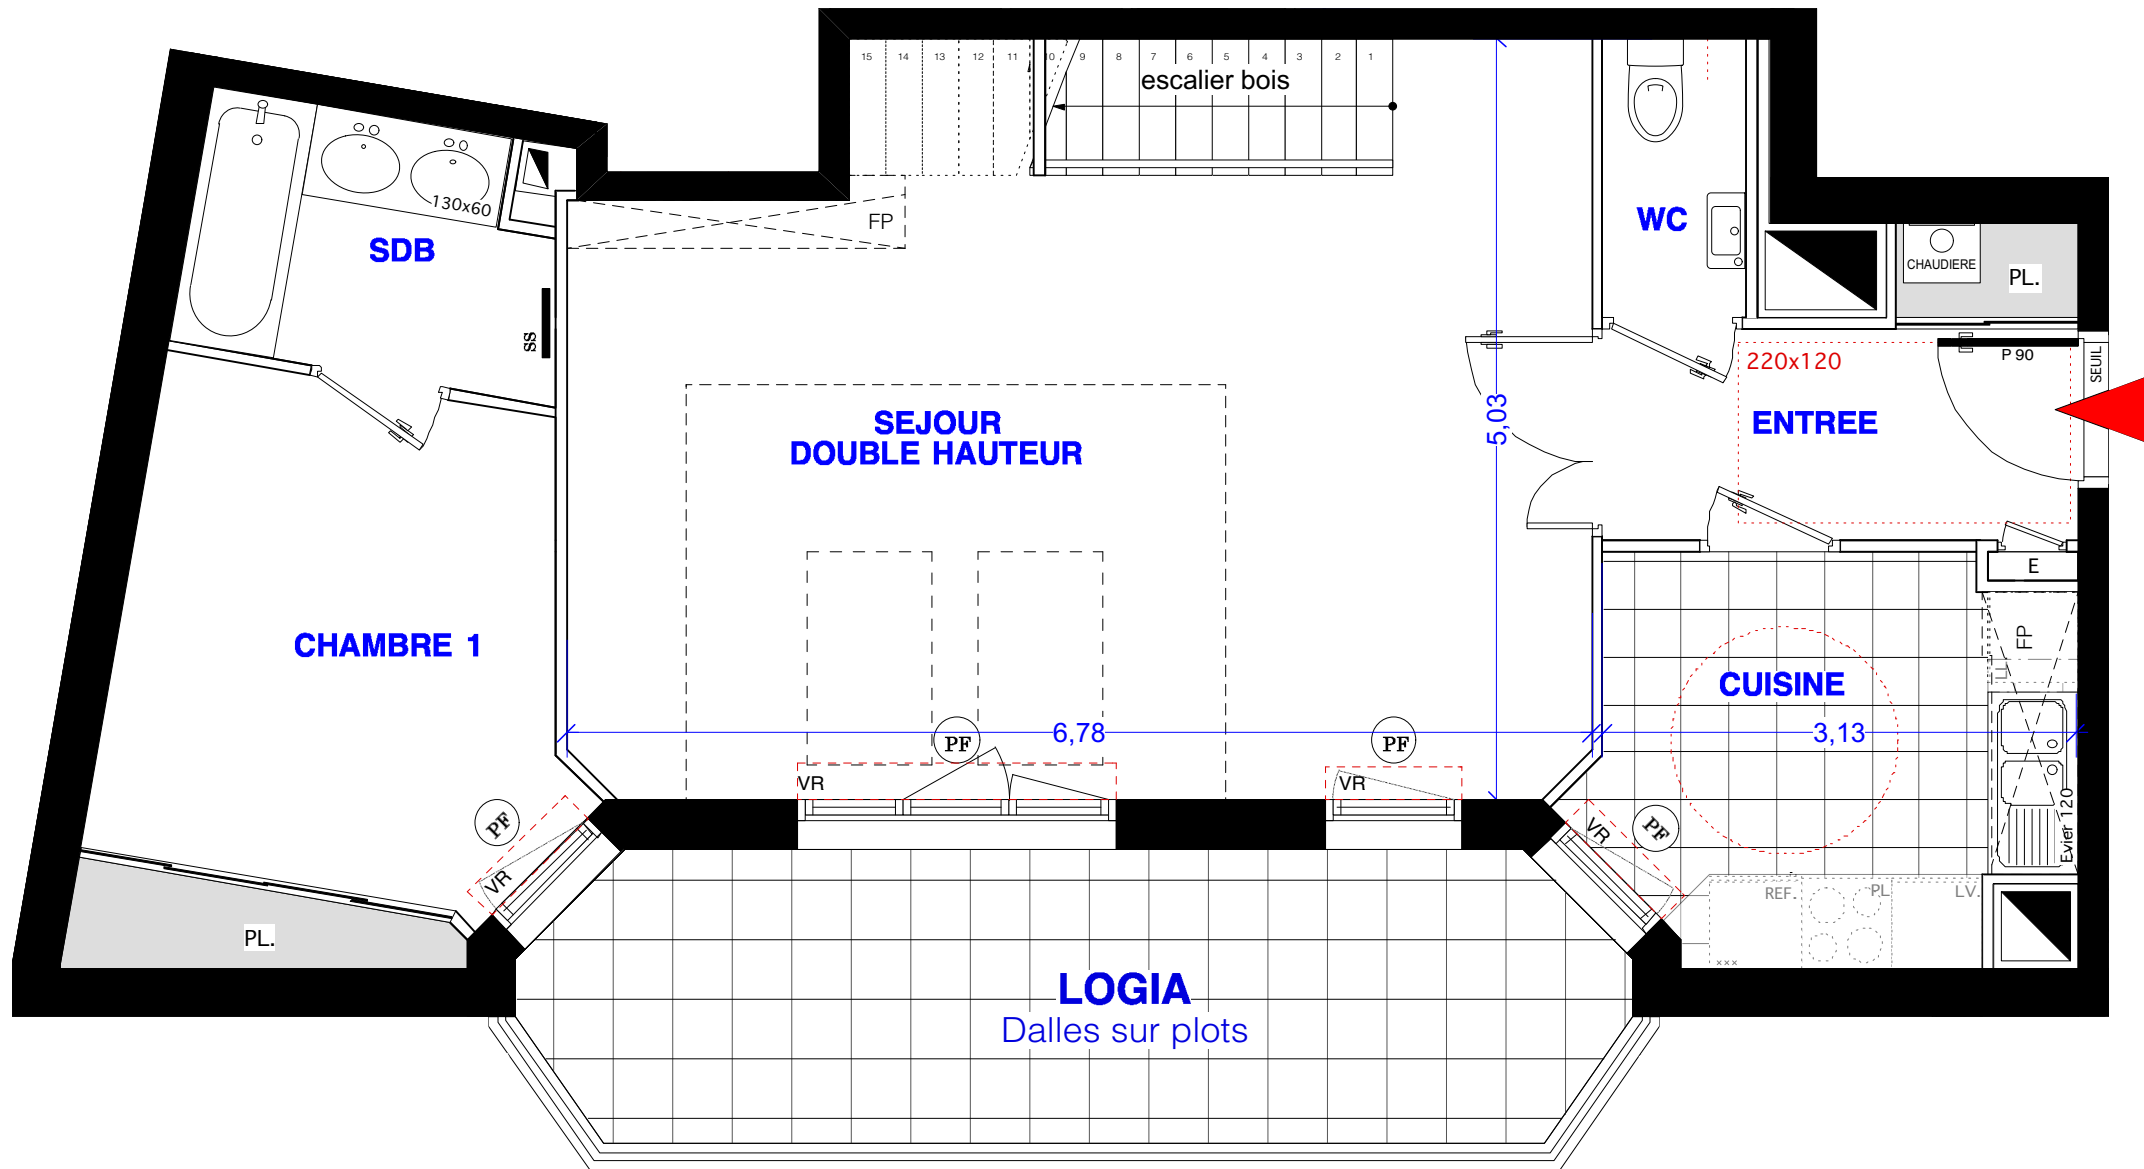 15 14 13 12 11 10 9 8 7 6 5 4 3 2 1
escalier bois
130x60
SDB
FP
WC
CHAUDIERE
PL.
ss
220x120
P 90
SEUIL
SEJOUR
DOUBLE HAUTEUR
5,03
ENTREE
E
CHAMBRE 1
FP
LL
CUISINE
PF
6,78
PF
3,13
VR
VR
PF
VR
VR
PF
Evier 120
REF.
PL
LV.
PL.
×××
LOGIA
Dalles sur plots